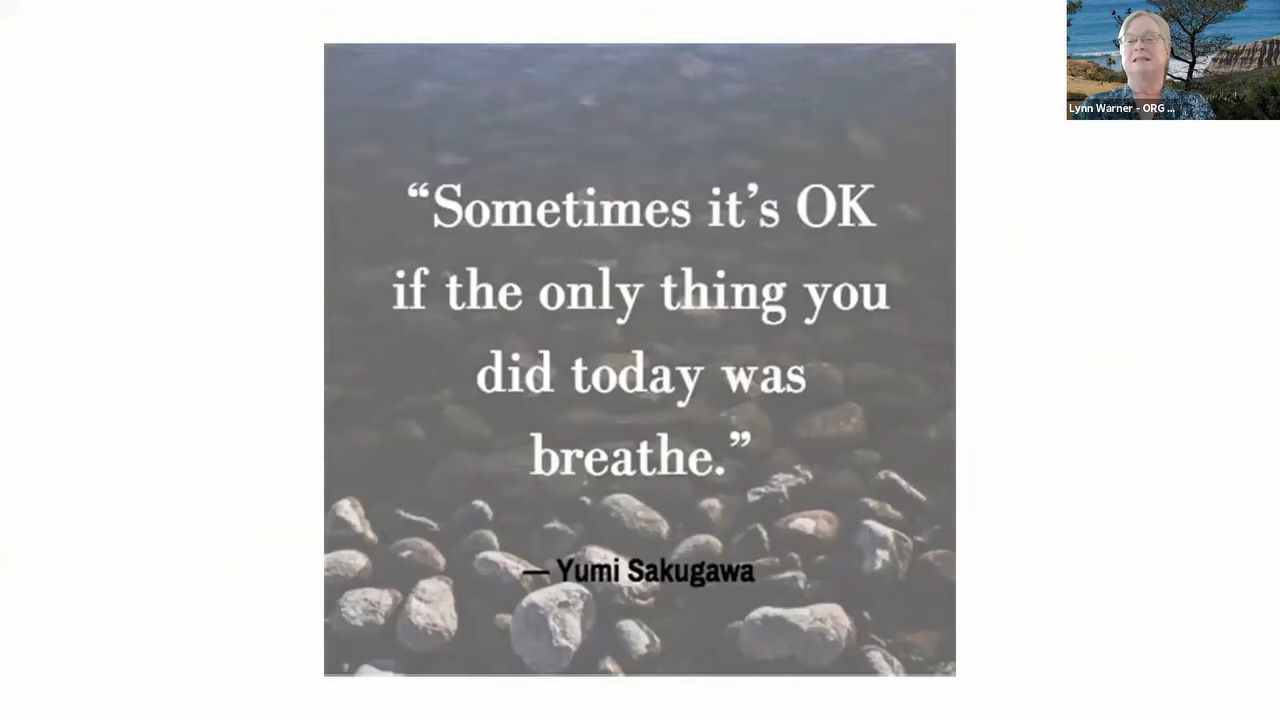 “Sometimes it’s OK
if the only thing you
did today was
breathe.”
— Yumi Sakugawa
Lynn Warner - ORG ...